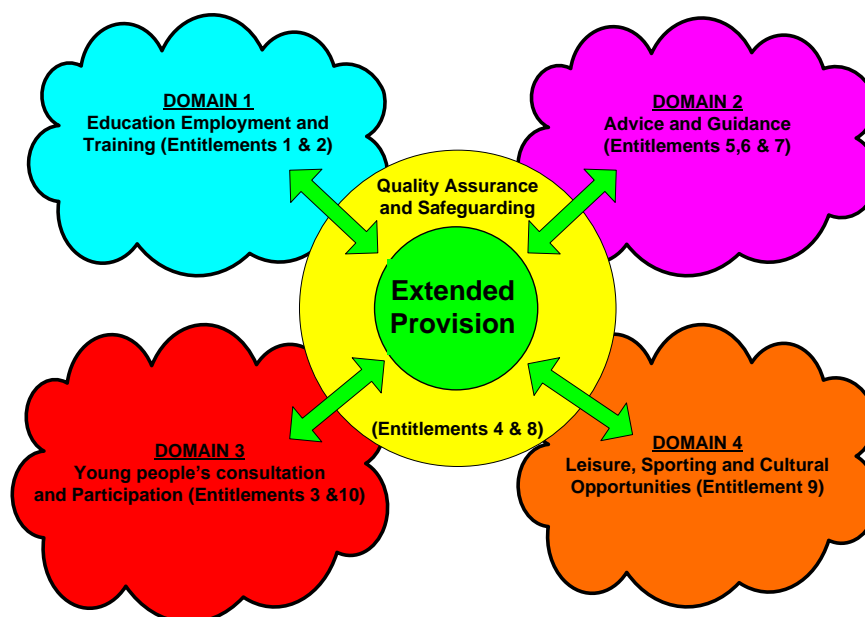 DOMAIN 1
Education Employment and
Training (Entitlements 1 & 2)
DOMAIN 2
Advice and Guidance
(Entitlements 5,6 & 7)
Quality Assurance
and Safeguarding
Extended
Provision
(Entitlements 4 & 8)
DOMAIN 3
Young people's consultation
and Participation (Entitlements 3 &10)
DOMAIN 4
Leisure, Sporting and Cultural
Opportunities (Entitlement 9)